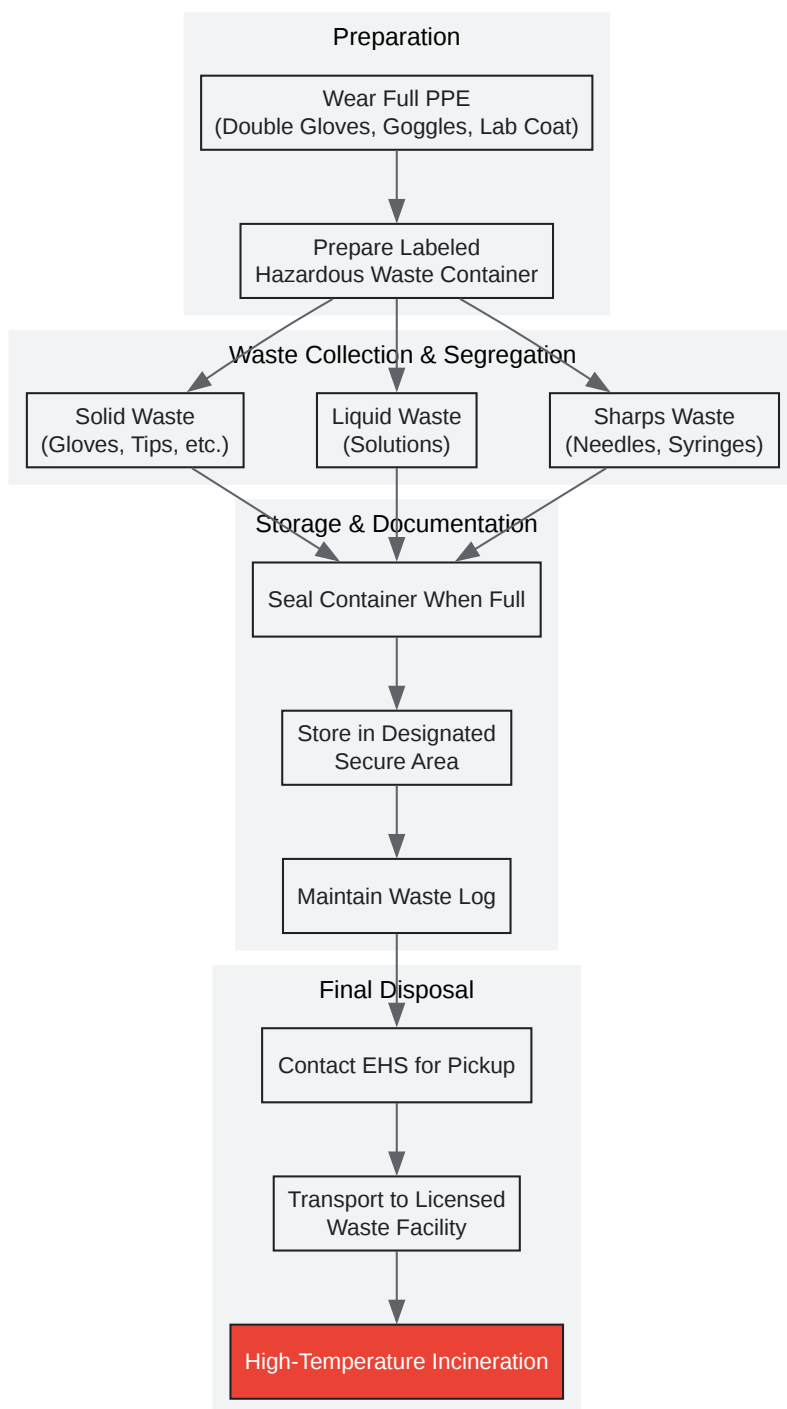 Preparation
Wear Full PPE
(Double Gloves, Goggles, Lab Coat)
Prepare Labeled
Hazardous Waste Container
Waste Collection & Segregation
Solid Waste
(Gloves, Tips, etc.)
Liquid Waste
(Solutions)
Sharps Waste
(Needles, Syringes)
Storage & Documentation
Seal Container When Full
Store in Designated
Secure Area
Maintain Waste Log
Final Disposal
Contact EHS for Pickup
Transport to Licensed
Waste Facility
High-Temperature Incineration